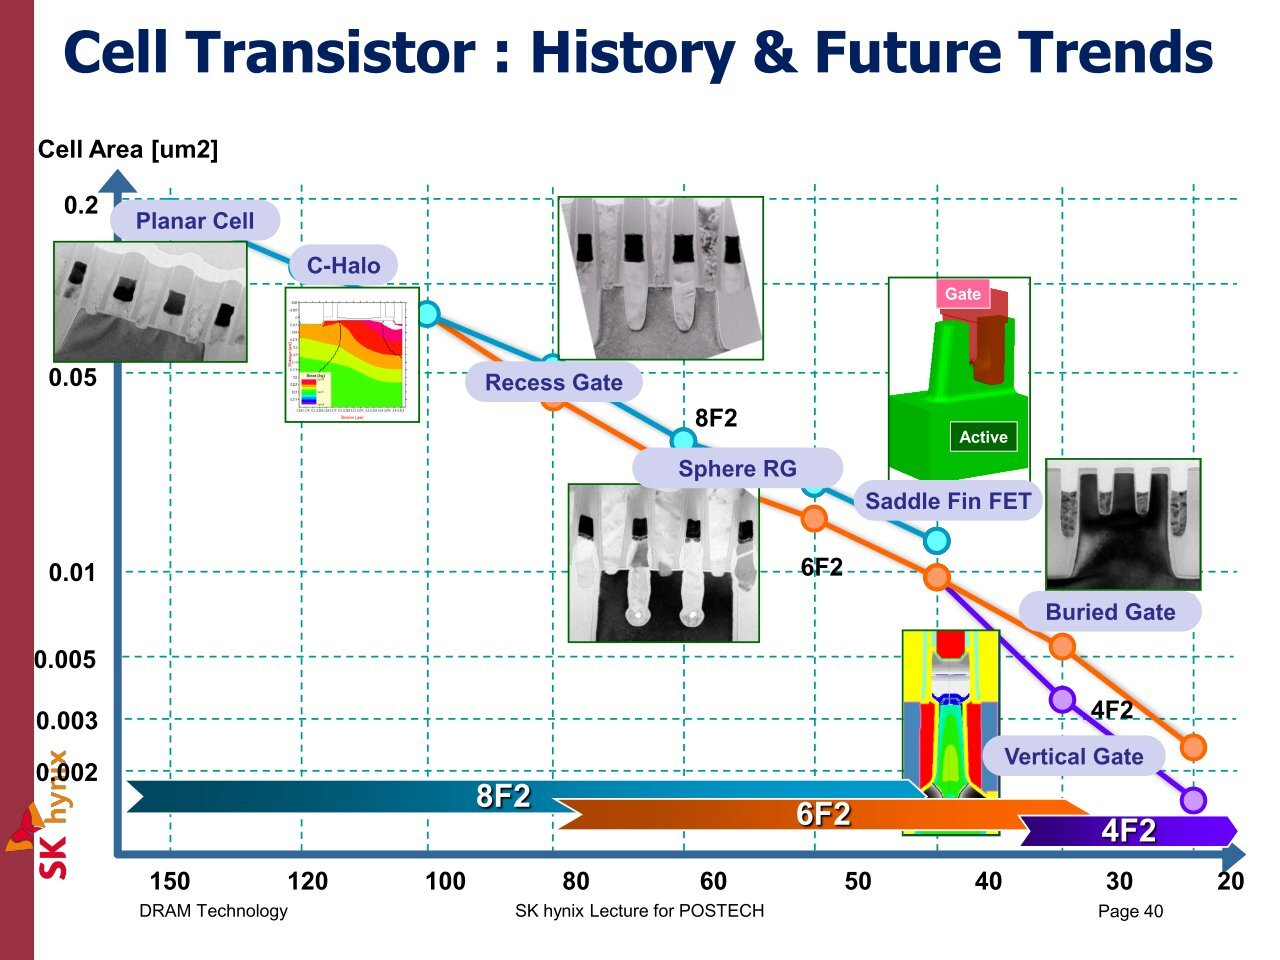 Cell Transistor : History & Future Trends
Cell Area [um2]
0.2
Planar Cell
C-Halo
Gate
0.05
Recess Gate
8F2
Active
Sphere RG
Saddle Fin FET
6F2
0.01
Buried Gate
0.005
0.003
4F2
Vertical Gate
0.002
8F2
6F2
4F2
SK hynix
150 120 100 80 60 50 40 30 20
DRAM Technology
SK hynix Lecture for POSTECH
Page 40